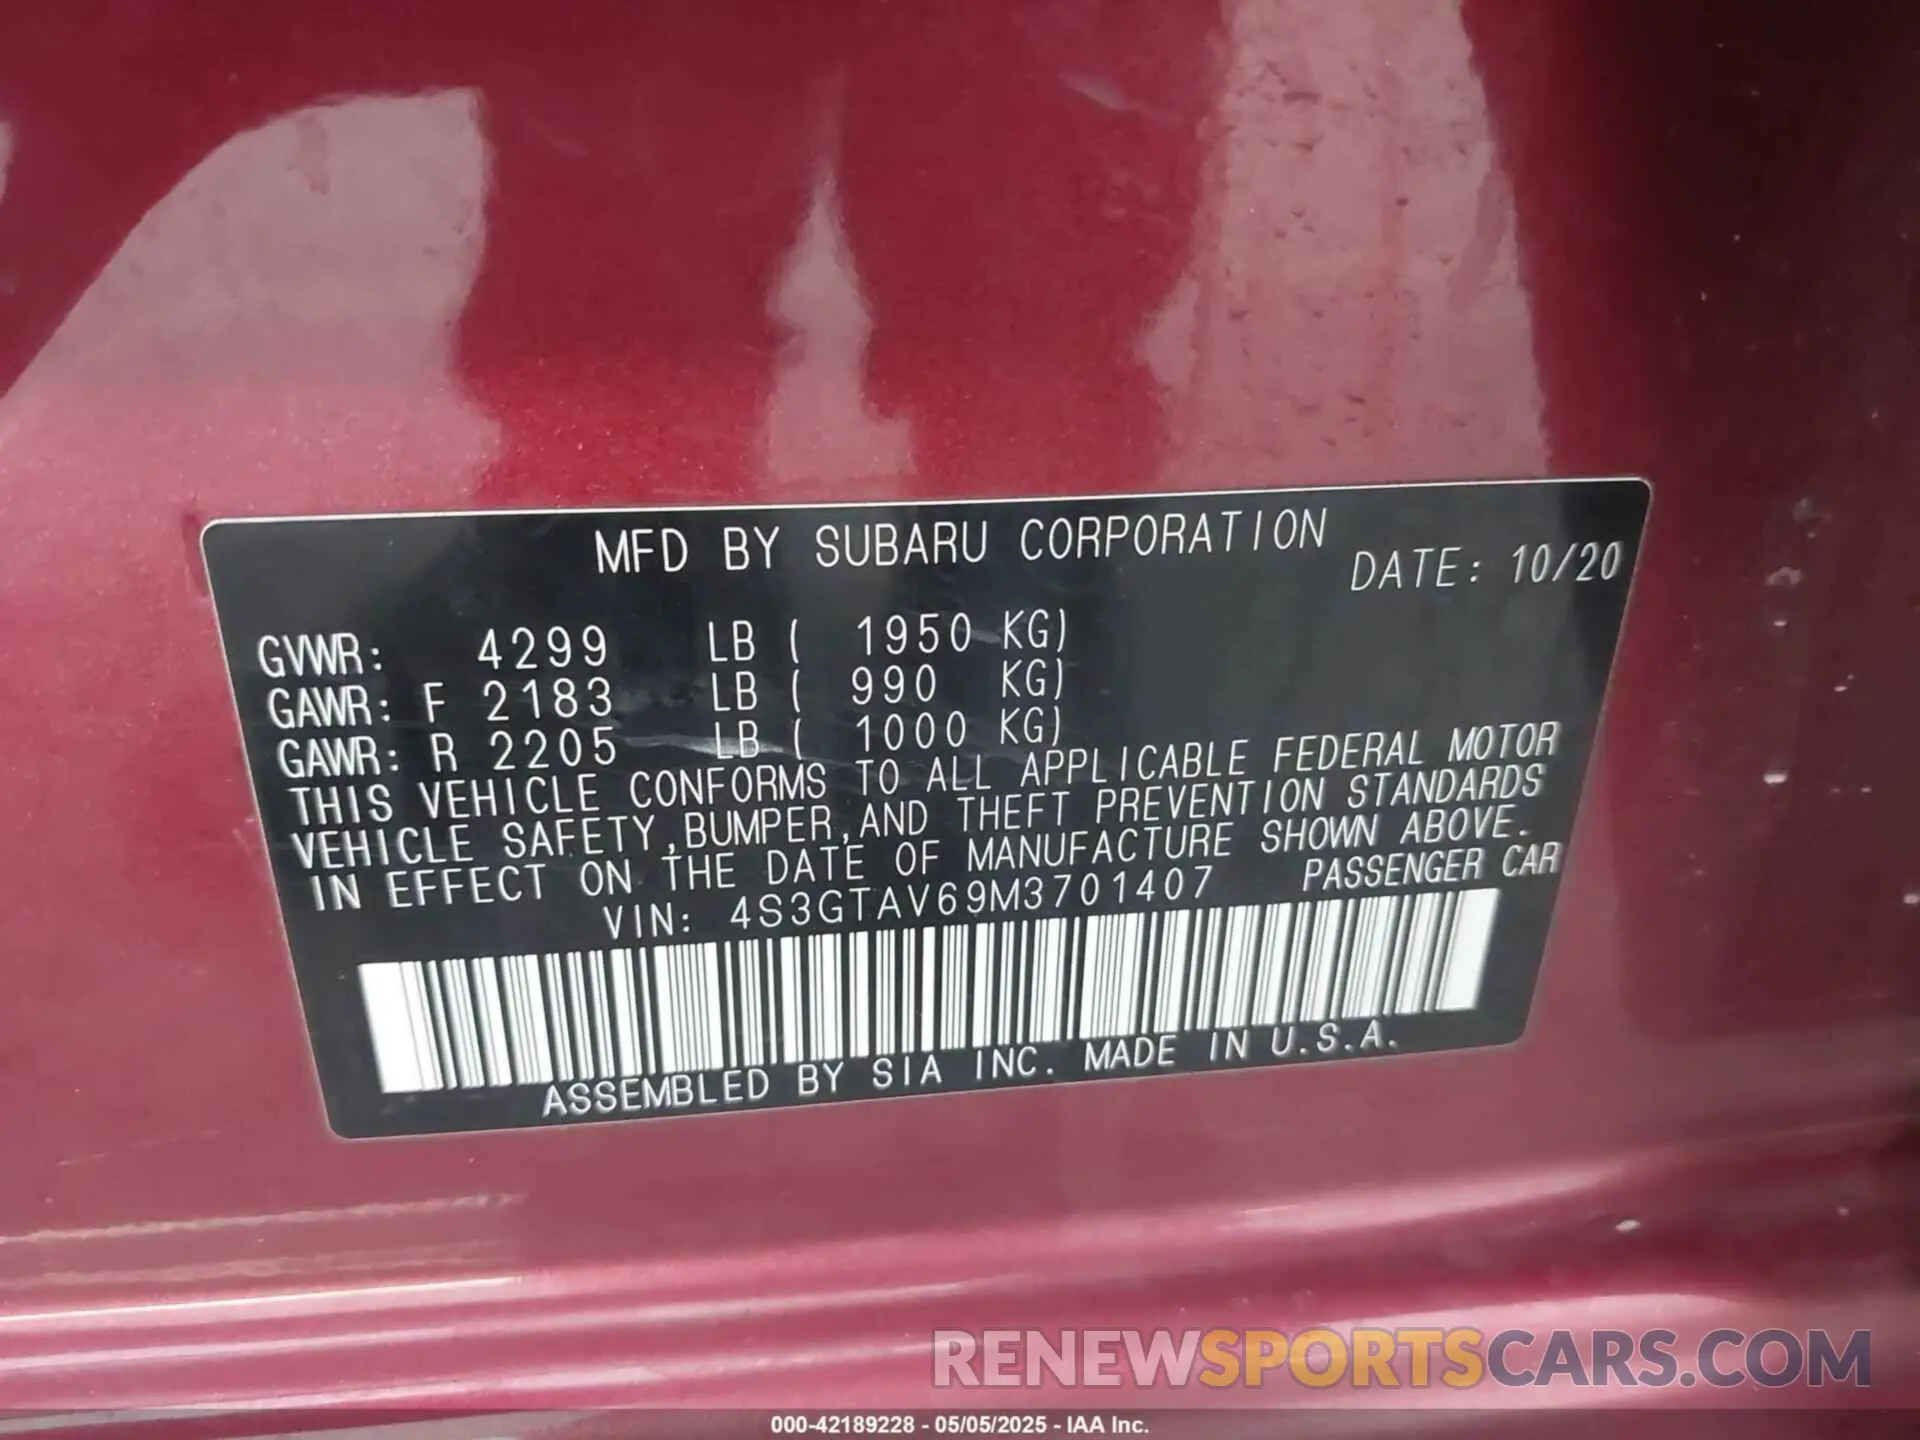 MFD BY SUBARU CORPORATION
DATE: 10/20
GVWR: 4299 LB ( 1950 KG)
GAWR: F 2183 LB ( 990 KG)
GAWR: R 2205 LB ( 1000 KG)
THIS VEHICLE CONFORMS TO ALL APPLICABLE FEDERAL MOTOR
VEHICLE SAFETY,BUMPER,AND THEFT PREVENTION STANDARDS
IN EFFECT ON THE DATE OF MANUFACTURE SHOWN ABOVE.
VIN: 4S3GTAV69M3701407 PASSENGER CAR
ASSEMBLED BY SIA INC. MADE IN U.S.A.
RENEWSPORTSCARS.COM
000-42189228 - 05/05/2025 - IAA Inc.